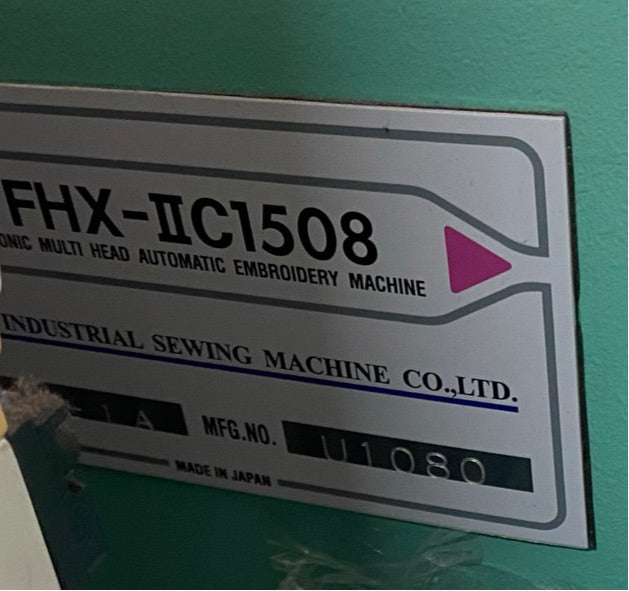 FHX-IIC1508
ONIC MULTI HEAD AUTOMATIC EMBROIDERY MACHINE
INDUSTRIAL SEWING MACHINE CO.,LTD.
-1A MFG.NO. U1080
MADE IN JAPAN